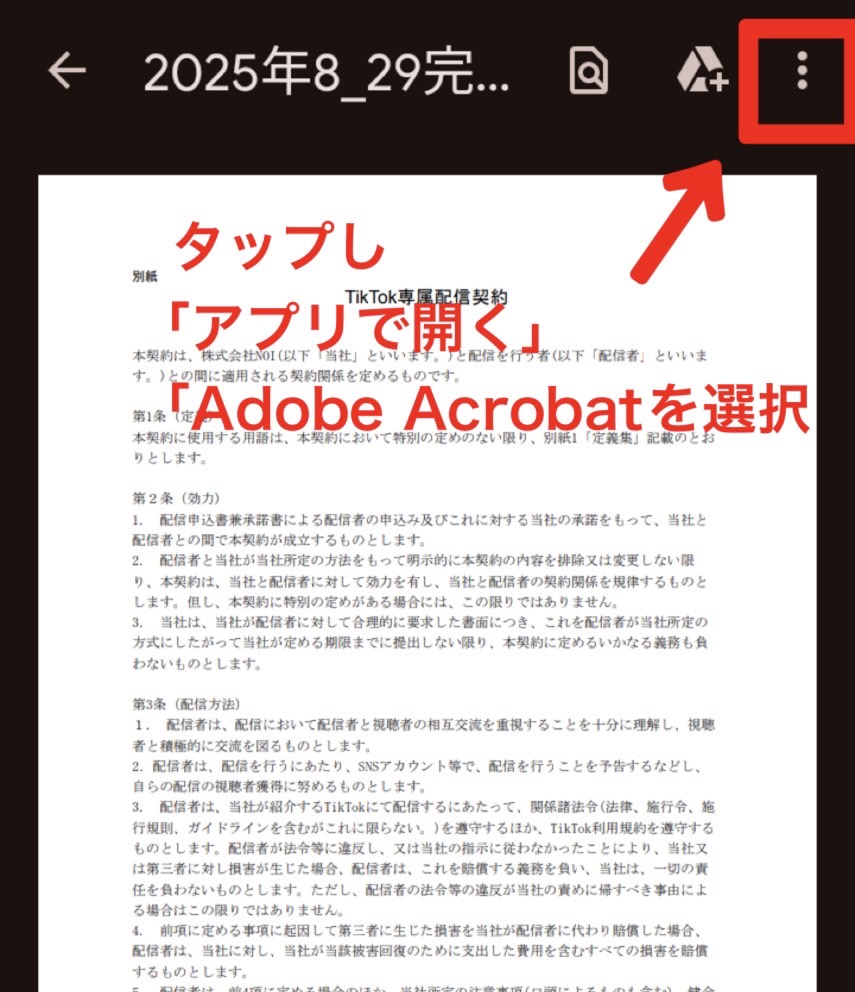 2025年8_29完...
タップし
別紙
TikTok専属配信契約
「アプリで開く」
本契約は、株式会社NOI(以下「当社」といいます。)と配信を行う者(以下「配信者」といいま
す。)との間に適用される契約関係を定めるものです。
「Adobe Acrobatを選択
第1条（定義）
本契約に使用する用語は、本契約において特別の定めのない限り、別紙1「定義集」記載のとお
りとします。
第２条（効力）
1.　配信申込書兼承諾書による配信者の申込み及びこれに対する当社の承諾をもって、当社と
配信者との間で本契約が成立するものとします。
2.　配信者と当社が当社所定の方法をもって明示的に本契約の内容を排除又は変更しない限
り、本契約は、当社と配信者に対して効力を有し、当社と配信者の契約関係を規律するものと
します。但し、本契約に特別の定めがある場合には、この限りではありません。
3.　当社は、当社が配信者に対して合理的に要求した書面につき、これを配信者が当社所定の
方式にしたがって当社が定める期限までに提出しない限り、本契約に定めるいかなる義務も負
わないものとします。
第3条（配信方法）
１.　配信者は、配信において配信者と視聴者の相互交流を重視することを十分に理解し、視聴
者と積極的に交流を図るものとします。
2. 配信者は、配信を行うにあたり、SNSアカウント等で、配信を行うことを予告するなどし、
自らの配信の視聴者獲得に努めるものとします。
3.　配信者は、当社が紹介するTikTokにて配信するにあたって、関係諸法令(法律、施行令、施
行規則、ガイドラインを含むがこれに限らない。)を遵守するほか、TikTok利用規約を遵守する
ものとします。配信者が法令等に違反し、又は当社の指示に従わなかったことにより、当社又
は第三者に対し損害が生じた場合、配信者は、これを賠償する義務を負い、当社は、一切の責
任を負わないものとします。ただし、配信者の法令等の違反が当社の責めに帰すべき事由によ
る場合はこの限りではありません。
4.　前項に定める事項に起因して第三者に生じた損害を当社が配信者に代わり賠償した場合、
配信者は、当社に対し、当社が当該被害回復のために支出した費用を含むすべての損害を賠償
するものとします。
5.　配信者は、前4項に定める場合のほか、当社所定の注意事項(口頭によるものも含む)、健全